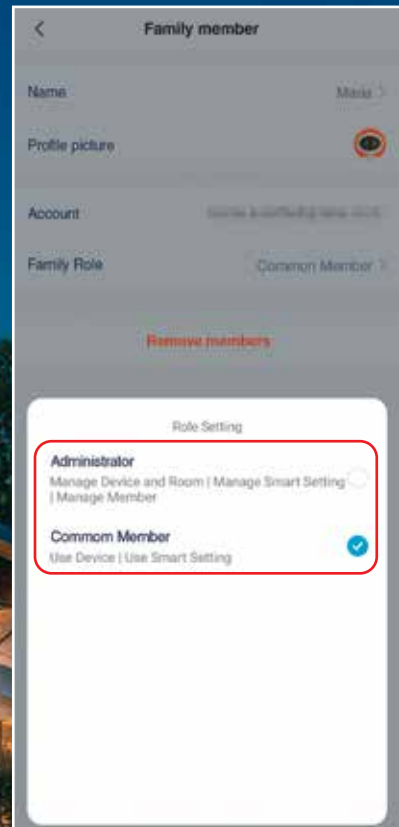 Family member
Name
Profile picture
Account
Family Role
Common Member
Remove members
Role Setting
Administrator
Manage Device and Room | Manage Smart Setting
| Manage Member
Commom Member
Use Device | Use Smart Setting